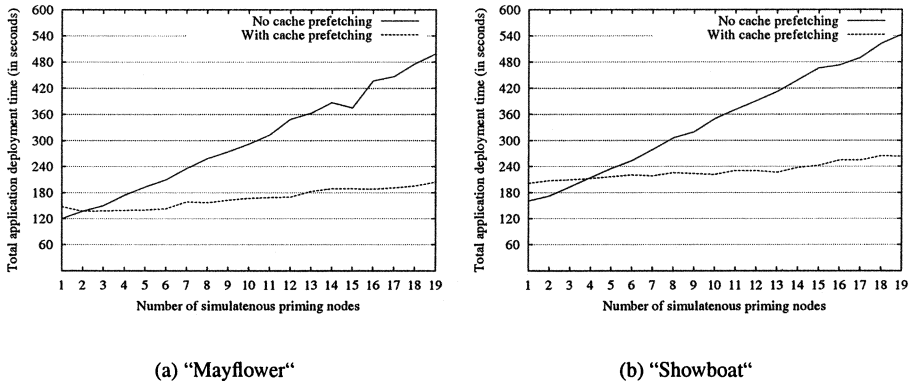 Total application deployment time (in seconds)
600
540
480
420
360
300
240
180
120
60
No cache prefetching
With cache prefetching
1 2 3 4 5 6 7 8 9 10 11 12 13 14 15 16 17 18 19
Number of simulatenous priming nodes
(a) “Mayflower“
Total application deployment time (in seconds)
600
540
480
420
360
300
240
180
120
60
No cache prefetching
With cache prefetching
1 2 3 4 5 6 7 8 9 10 11 12 13 14 15 16 17 18 19
Number of simulatenous priming nodes
(b) “Showboat“